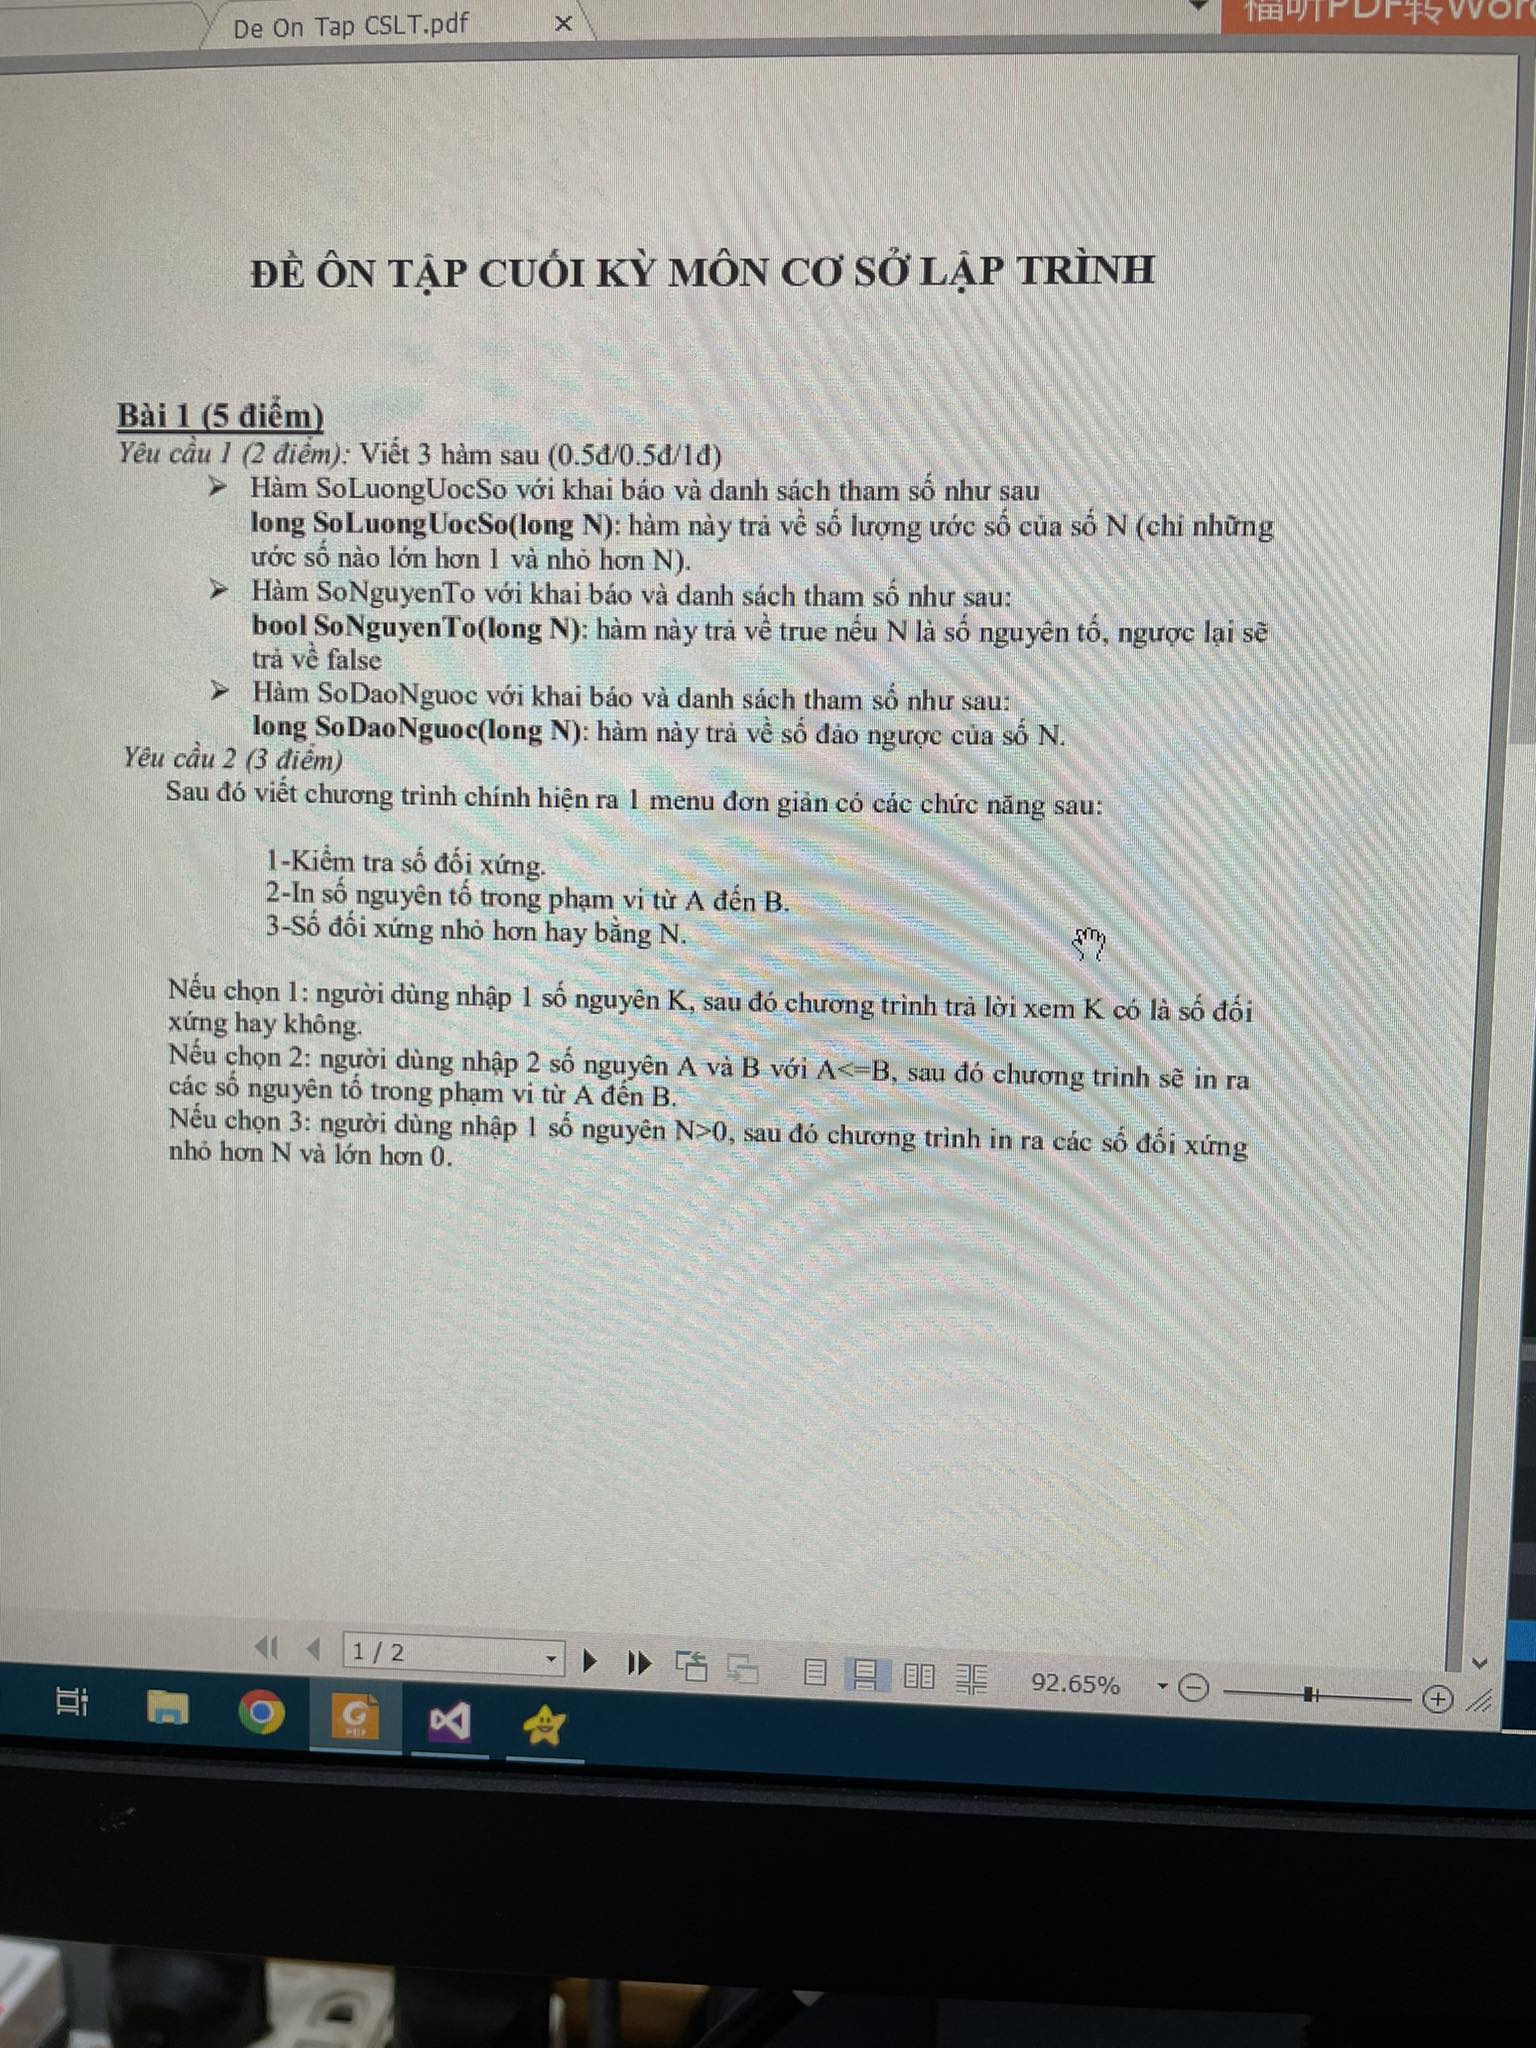 De On Tap CSLT.pdf
福昕PDF转Word
ĐỀ ÔN TẬP CUỐI KỲ MÔN CƠ SỞ LẬP TRÌNH
Bài 1 (5 điểm)
Yêu cầu 1 (2 điểm): Viết 3 hàm sau (0.5đ/0.5đ/1đ)
➢ Hàm SoLuongUocSo với khai báo và danh sách tham số như sau
long SoLuongUocSo(long N): hàm này trả về số lượng ước số của số N (chỉ những
ước số nào lớn hơn 1 và nhỏ hơn N).
➢ Hàm SoNguyenTo với khai báo và danh sách tham số như sau:
bool SoNguyenTo(long N): hàm này trả về true nếu N là số nguyên tố, ngược lại sẽ
trả về false
➢ Hàm SoDaoNguoc với khai báo và danh sách tham số như sau:
long SoDaoNguoc(long N): hàm này trả về số đảo ngược của số N.
Yêu cầu 2 (3 điểm)
Sau đó viết chương trình chính hiện ra 1 menu đơn giản có các chức năng sau:
1-Kiểm tra số đối xứng.
2-In số nguyên tố trong phạm vi từ A đến B.
3-Số đối xứng nhỏ hơn hay bằng N.
Nếu chọn 1: người dùng nhập 1 số nguyên K, sau đó chương trình trả lời xem K có là số đối
xứng hay không.
Nếu chọn 2: người dùng nhập 2 số nguyên A và B với A<=B, sau đó chương trình sẽ in ra
các số nguyên tố trong phạm vi từ A đến B.
Nếu chọn 3: người dùng nhập 1 số nguyên N>0, sau đó chương trình in ra các số đối xứng
nhỏ hơn N và lớn hơn 0.
1 / 2
92.65%
G
PDF